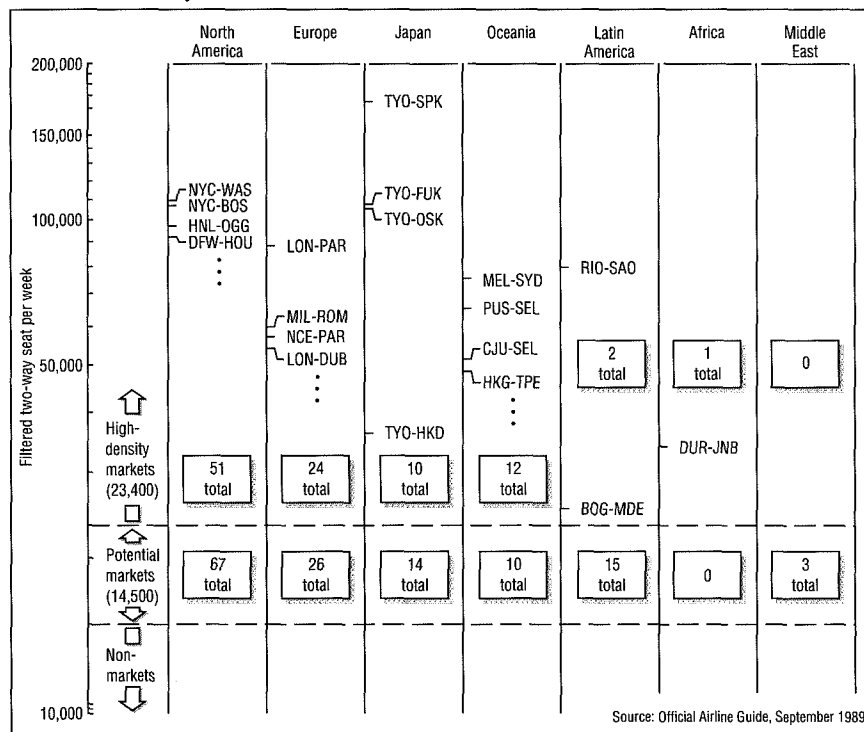 North America
Europe
Japan
Oceania
Latin America
Africa
Middle East
Filtered two-way seat per week
200,000
150,000
100,000
50,000
10,000
High-density markets (23,400)
Potential markets (14,500)
Non-markets
NYC-WAS
NYC-BOS
HNL-OGG
DFW-HOU
51 total
67 total
LON-PAR
MIL-ROM
NCE-PAR
LON-DUB
24 total
26 total
TYO-SPK
TYO-FUK
TYO-OSK
TYO-HKD
10 total
14 total
MEL-SYD
PUS-SEL
CJU-SEL
HKG-TPE
12 total
10 total
RIO-SAO
2 total
BOG-MDE
15 total
1 total
DUR-JNB
0
0
3 total
Source: Official Airline Guide, September 1989